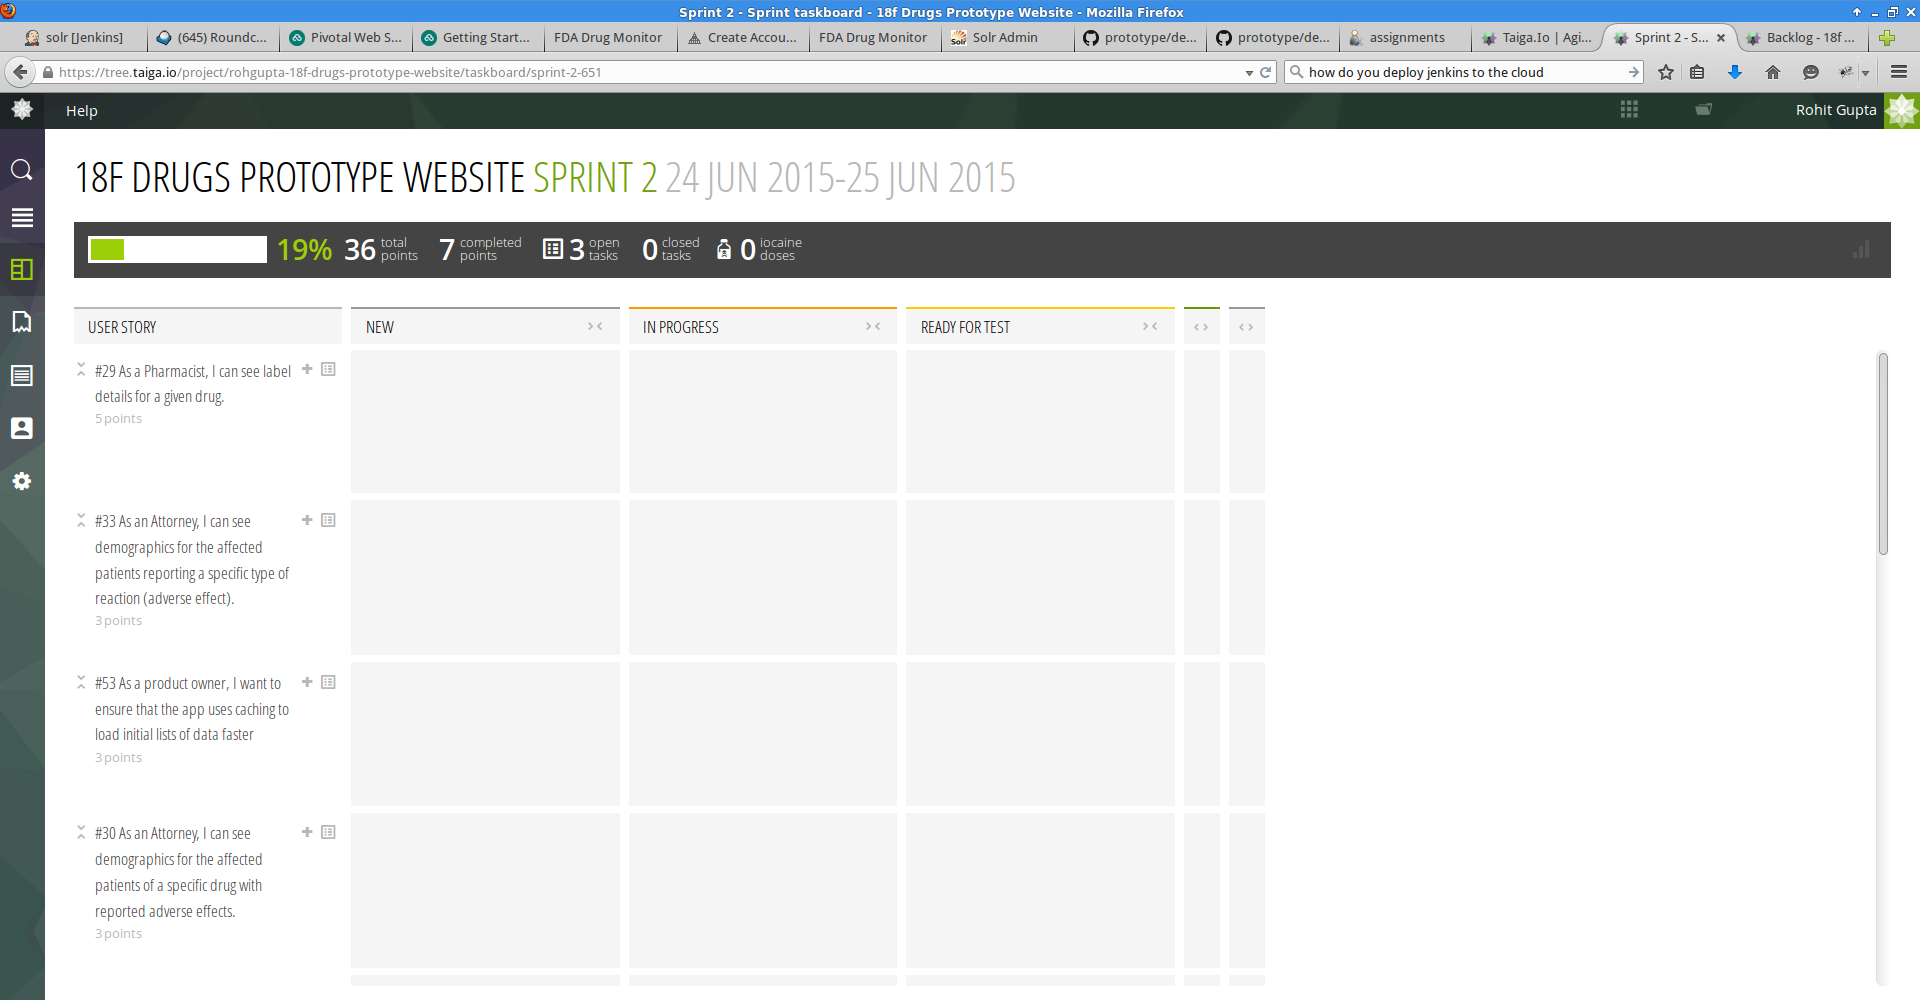 Sprint 2 - Sprint taskboard - 18f Drugs Prototype Website - Mozilla Firefox
solr [Jenkins]
(645) Roundc...
Pivotal Web S...
Getting Start...
FDA Drug Monitor
Create Accou...
FDA Drug Monitor
Solr Admin
prototype/de...
prototype/de...
assignments
Taiga.Io | Agi...
Sprint 2 - S...
Backlog - 18f ...
https://tree.taiga.io/project/rohgupta-18f-drugs-prototype-website/taskboard/sprint-2-651
how do you deploy jenkins to the cloud
Help
Rohit Gupta
18F DRUGS PROTOTYPE WEBSITE SPRINT 2 24 JUN 2015-25 JUN 2015
19%
36 total points
7 completed points
3 open tasks
0 closed tasks
0 iocaine doses
USER STORY
NEW
IN PROGRESS
READY FOR TEST
#29 As a Pharmacist, I can see label
details for a given drug.
5 points
#33 As an Attorney, I can see
demographics for the affected
patients reporting a specific type of
reaction (adverse effect).
3 points
#53 As a product owner, I want to
ensure that the app uses caching to
load initial lists of data faster
3 points
#30 As an Attorney, I can see
demographics for the affected
patients of a specific drug with
reported adverse effects.
3 points